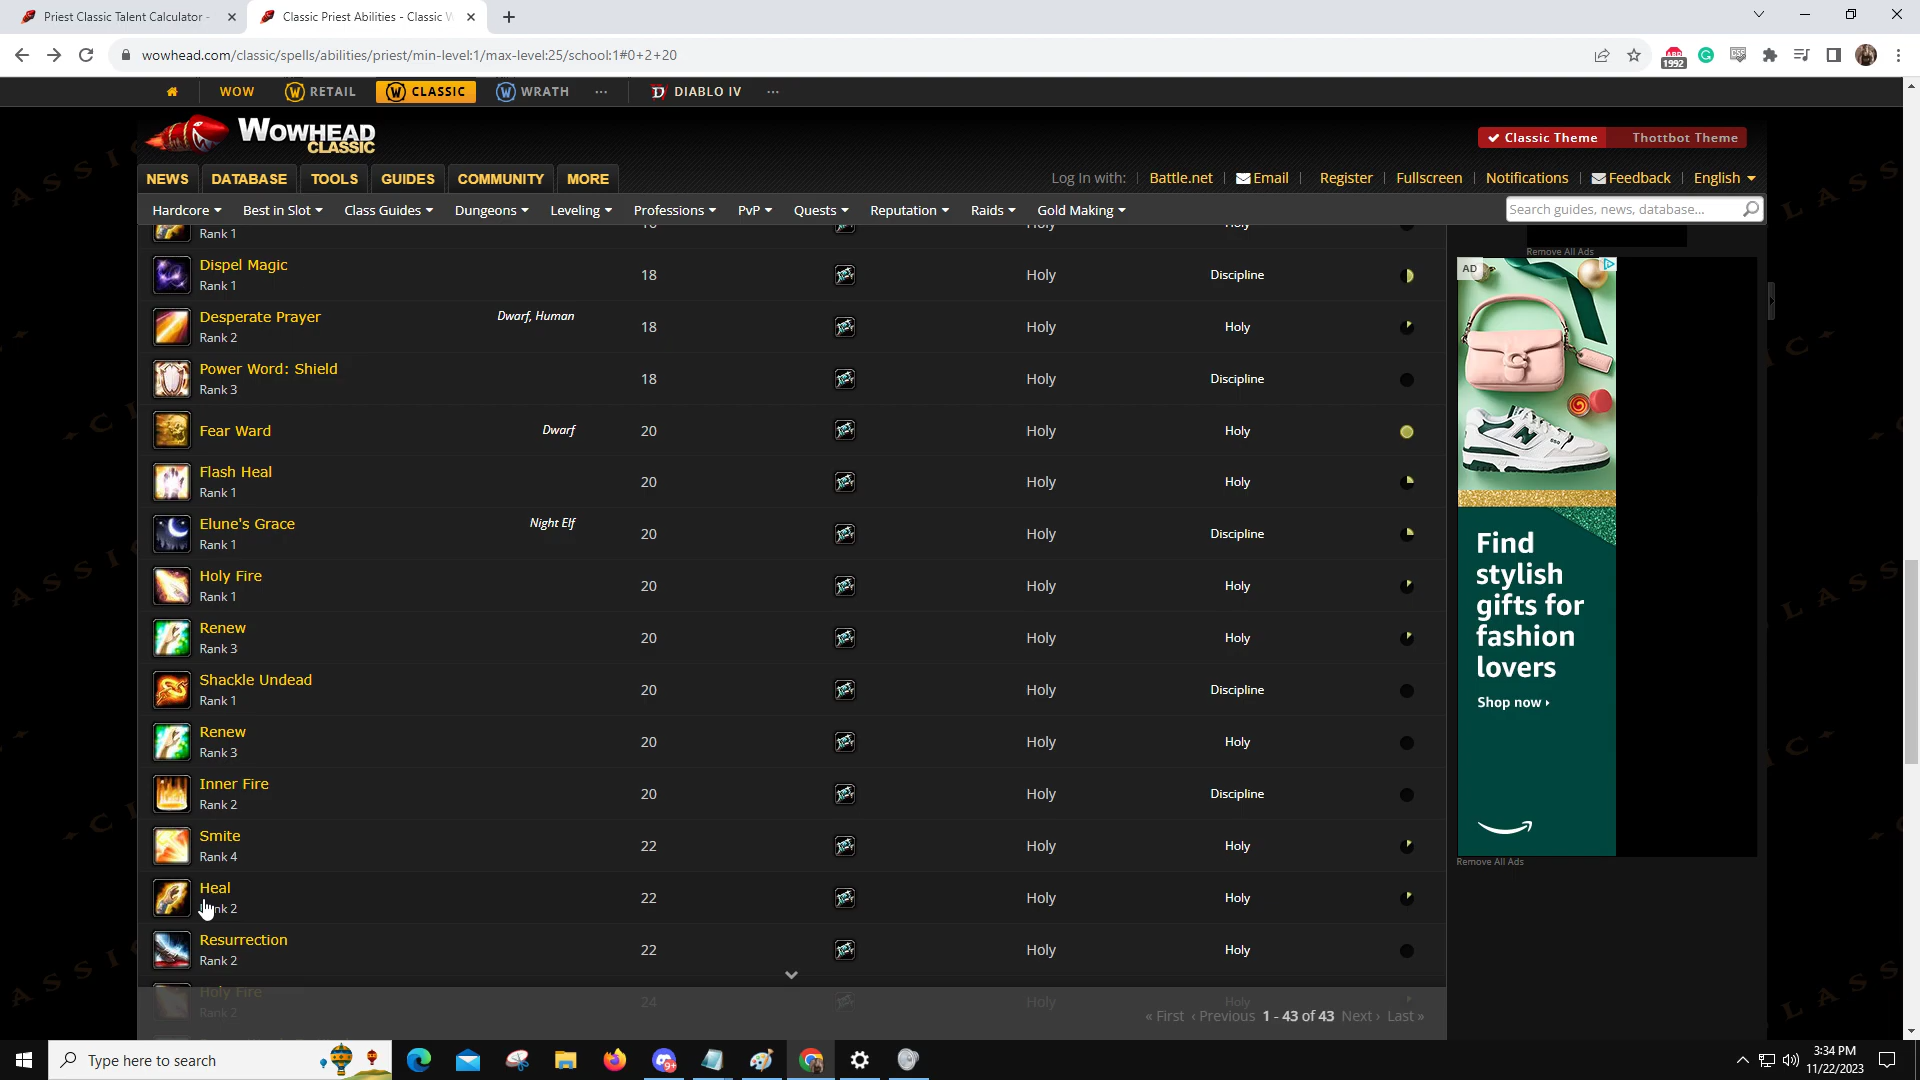 Priest Classic Talent Calculator -
Classic Priest Abilities - Classic W
wowhead.com/classic/spells/abilities/priest/min-level:1/max-level:25/school:1#0+2+20
1992
WOW
RETAIL
CLASSIC
WRATH
DIABLO IV
WOWHEAD
CLASSIC
Classic Theme
Thottbot Theme
NEWS DATABASE TOOLS GUIDES COMMUNITY MORE
Log In with: Battle.net Email Register Fullscreen Notifications Feedback English
Hardcore Best in Slot Class Guides Dungeons Leveling Professions PvP Quests Reputation Raids Gold Making
Search guides, news, database...
Rank 1
Dispel Magic 18 Holy Discipline
Rank 1
Desperate Prayer Dwarf, Human 18 Holy Holy
Rank 2
Power Word: Shield 18 Holy Discipline
Rank 3
Fear Ward Dwarf 20 Holy Holy
Flash Heal 20 Holy Holy
Rank 1
Elune's Grace Night Elf 20 Holy Discipline
Rank 1
Holy Fire 20 Holy Holy
Rank 1
Renew 20 Holy Holy
Rank 3
Shackle Undead 20 Holy Discipline
Rank 1
Renew 20 Holy Holy
Rank 3
Inner Fire 20 Holy Discipline
Rank 2
Smite 22 Holy Holy
Rank 4
Heal 22 Holy Holy
Rank 2
Resurrection 22 Holy Holy
Rank 2
Holy Fire 24 Holy Holy
Rank 2
« First ‹ Previous 1 - 43 of 43 Next › Last »
Remove All Ads
AD
Find
stylish
gifts for
fashion
lovers
Shop now ›
Remove All Ads
Type here to search
3:34 PM
11/22/2023